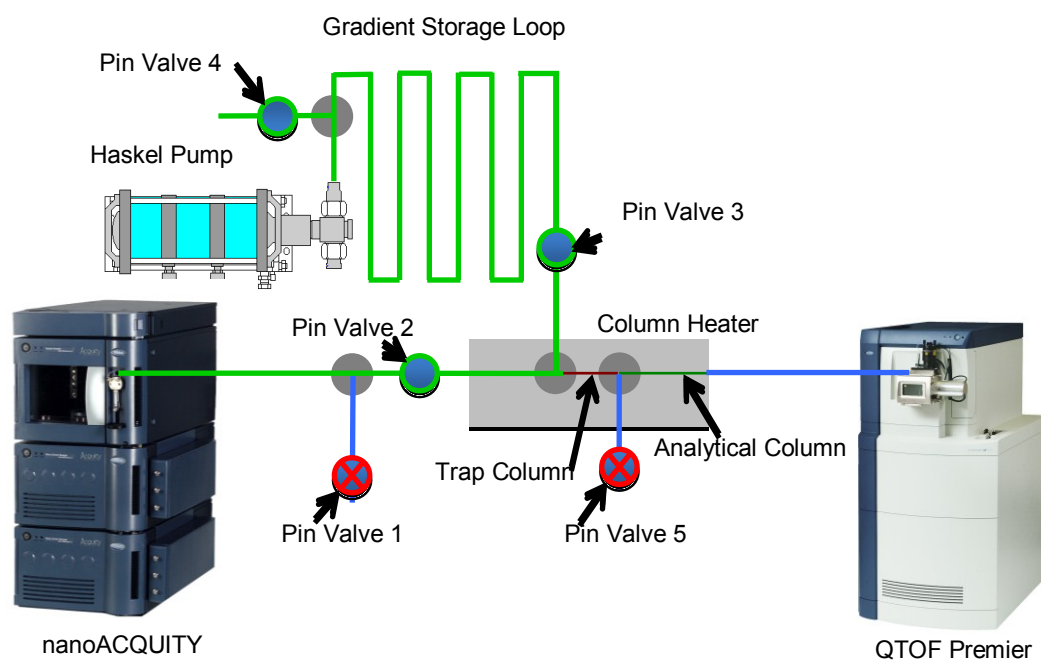 Gradient Storage Loop
Pin Valve 4
Haskel Pump
Pin Valve 3
Pin Valve 2
Column Heater
Trap Column
Analytical Column
Pin Valve 1
Pin Valve 5
nanoACQUITY
QTOF Premier